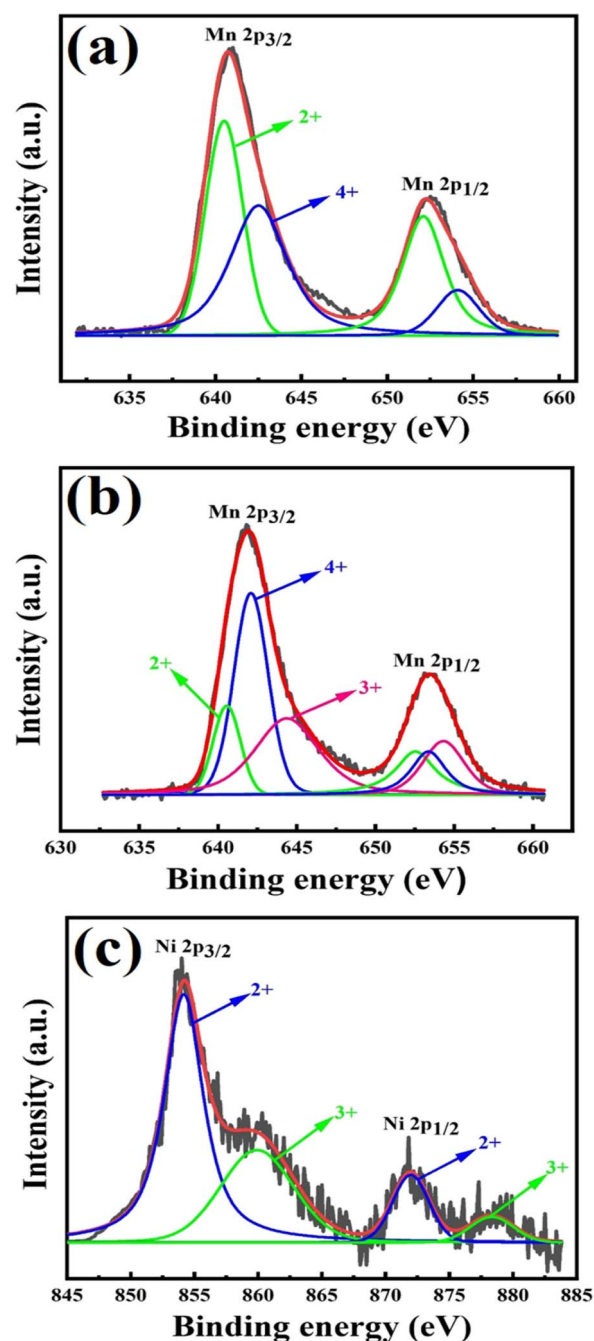 (a)
Mn 2p3/2
2+
4+
Mn 2p1/2
Intensity (a.u.)
635 640 645 650 655 660
Binding energy (eV)
(b)
Mn 2p3/2
4+
2+
3+
Mn 2p1/2
Intensity (a.u.)
630 635 640 645 650 655 660
Binding energy (eV)
(c)
Ni 2p3/2
2+
3+
Ni 2p1/2
2+
3+
Intensity (a.u.)
845 850 855 860 865 870 875 880 885
Binding energy (eV)